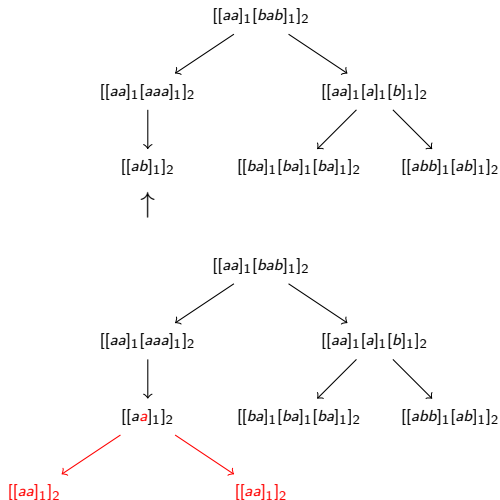 [[aa]₁[bab]₁]₂
[[aa]₁[aaa]₁]₂ [[aa]₁[a]₁[b]₁]₂
[[ab]₁]₂ [[ba]₁[ba]₁[ba]₁]₂ [[abb]₁[ab]₁]₂
[[aa]₁[bab]₁]₂
[[aa]₁[aaa]₁]₂ [[aa]₁[a]₁[b]₁]₂
[[aa]₁]₂ [[ba]₁[ba]₁[ba]₁]₂ [[abb]₁[ab]₁]₂
[[aa]₁]₂ [[aa]₁]₂